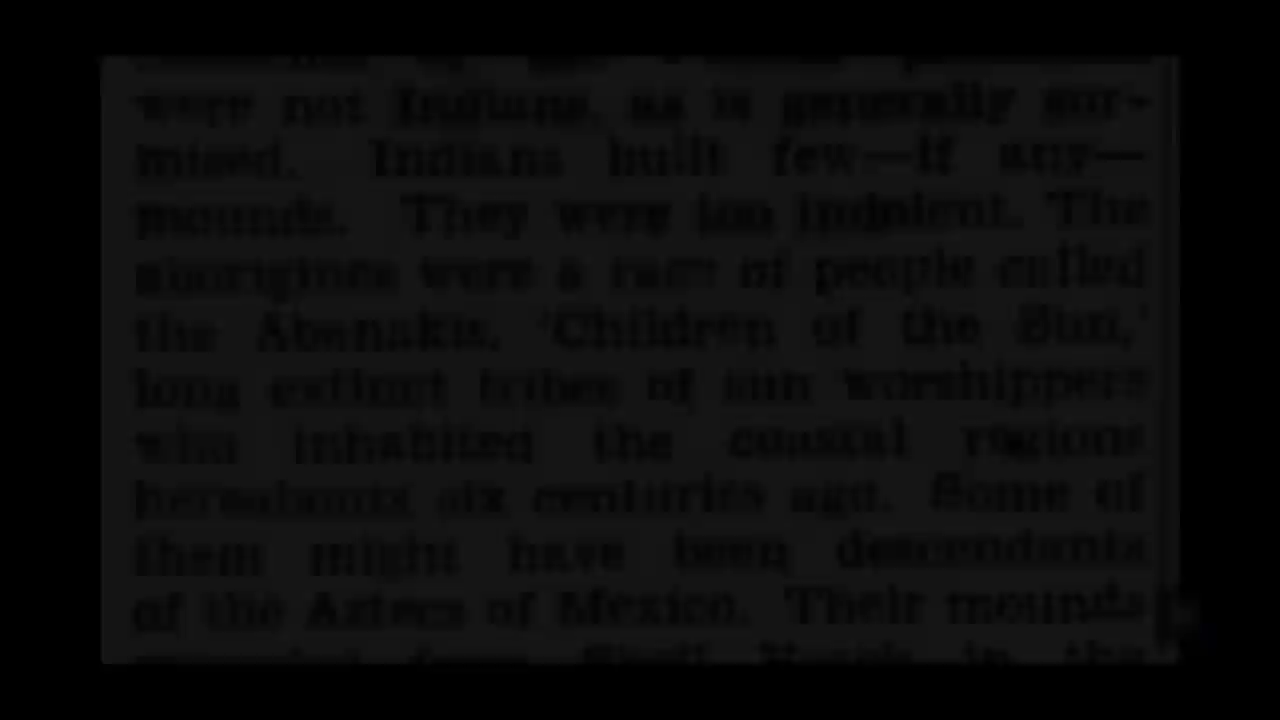 were not Indians, as is generally sur-
mised. Indians built few—if any—
mounds. They were too indolent. The
aborigines were a race of people called
the Abanakis, 'Children of the Sun,'
long extinct tribes of sun worshippers
who inhabited the coastal regions
hereabouts six centuries ago. Some of
them might have been descendants
of the Aztecs of Mexico. Their mounds
in the